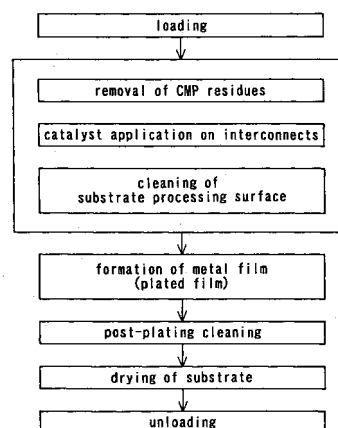 loading
removal of CMP residues
catalyst application on interconnects
cleaning of
substrate processing surface
formation of metal film
(plated film)
post-plating cleaning
drying of substrate
unloading